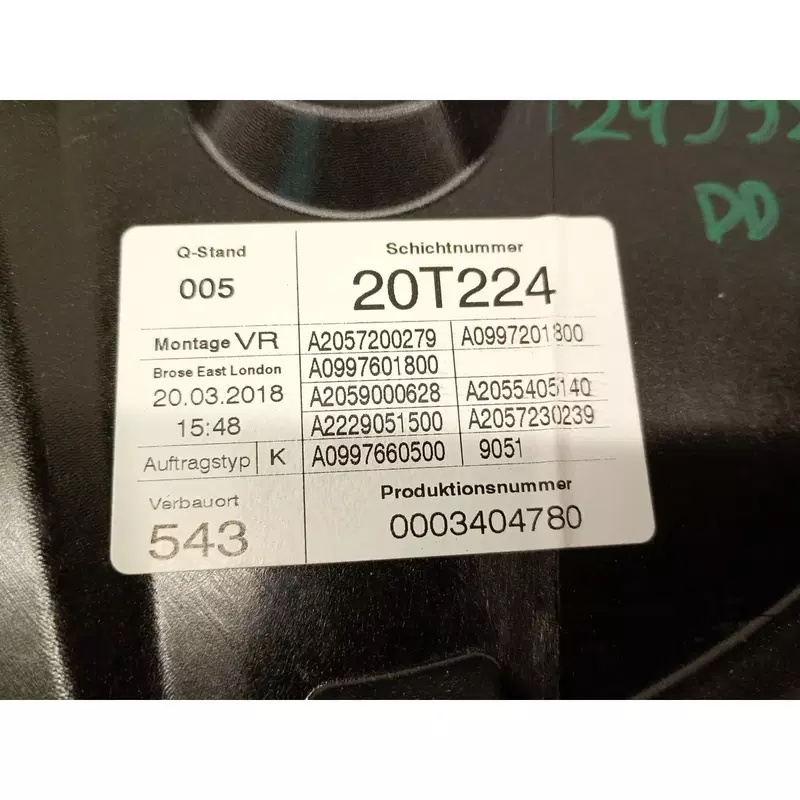 DD
Q-Stand
005
Schichtnummer
20T224
Montage VR
A2057200279 A0997201800
Brose East London
A0997601800
20.03.2018
A2059000628 A2055405140
15:48
A2229051500 A2057230239
Auftragstyp K
A0997660500 9051
Verbauort
543
Produktionsnummer
0003404780